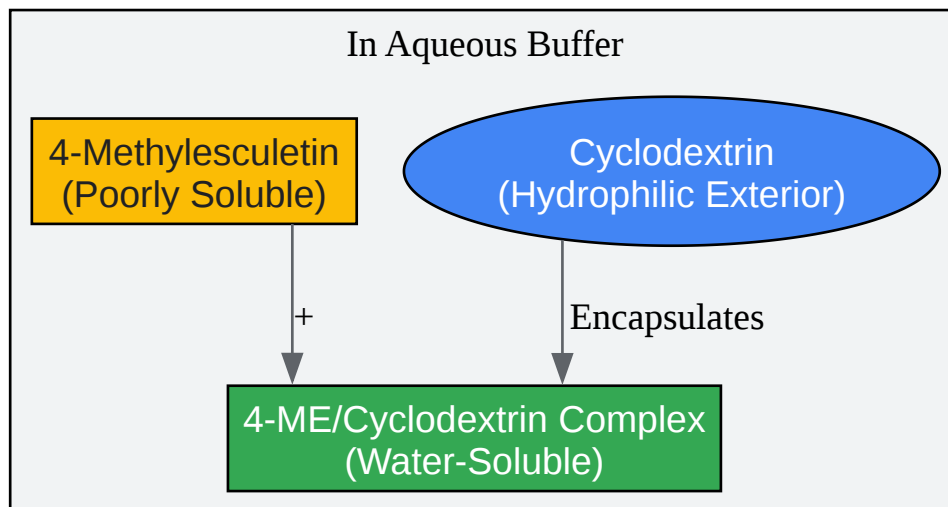 In Aqueous Buffer
4-Methylesculetin
(Poorly Soluble)
Cyclodextrin
(Hydrophilic Exterior)
+
Encapsulates
4-ME/Cyclodextrin Complex
(Water-Soluble)